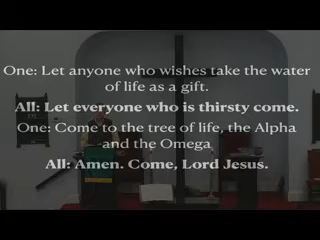 One: Let anyone who wishes take the water
of life as a gift.
All: Let everyone who is thirsty come.
One: Come to the tree of life, the Alpha
and the Omega
All: Amen. Come, Lord Jesus.